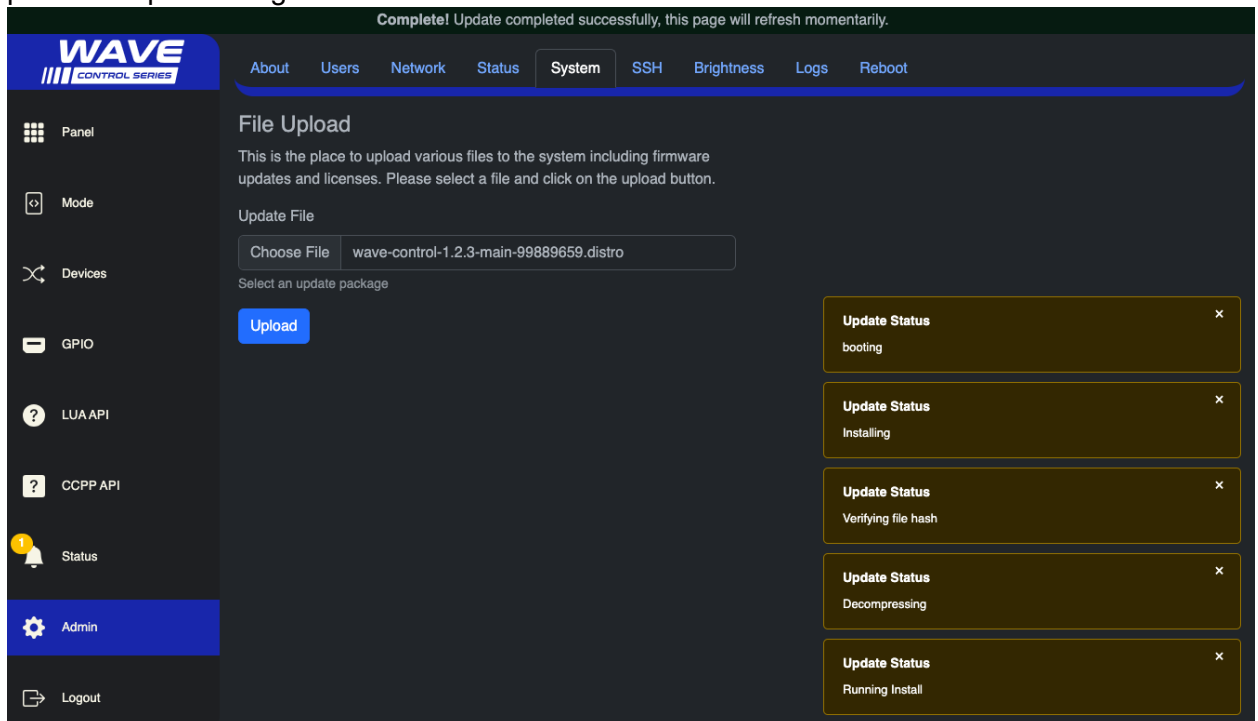 Complete! Update completed successfully, this page will refresh momentarily.
WAVE
CONTROL SERIES
About Users Network Status System SSH Brightness Logs Reboot
Panel
Mode
Devices
GPIO
? LUA API
? CCPP API
1
Status
Admin
Logout
File Upload
This is the place to upload various files to the system including firmware
updates and licenses. Please select a file and click on the upload button.
Update File
Choose File wave-control-1.2.3-main-99889659.distro
Select an update package
Upload
Update Status ×
booting
Update Status ×
Installing
Update Status ×
Verifying file hash
Update Status ×
Decompressing
Update Status ×
Running Install